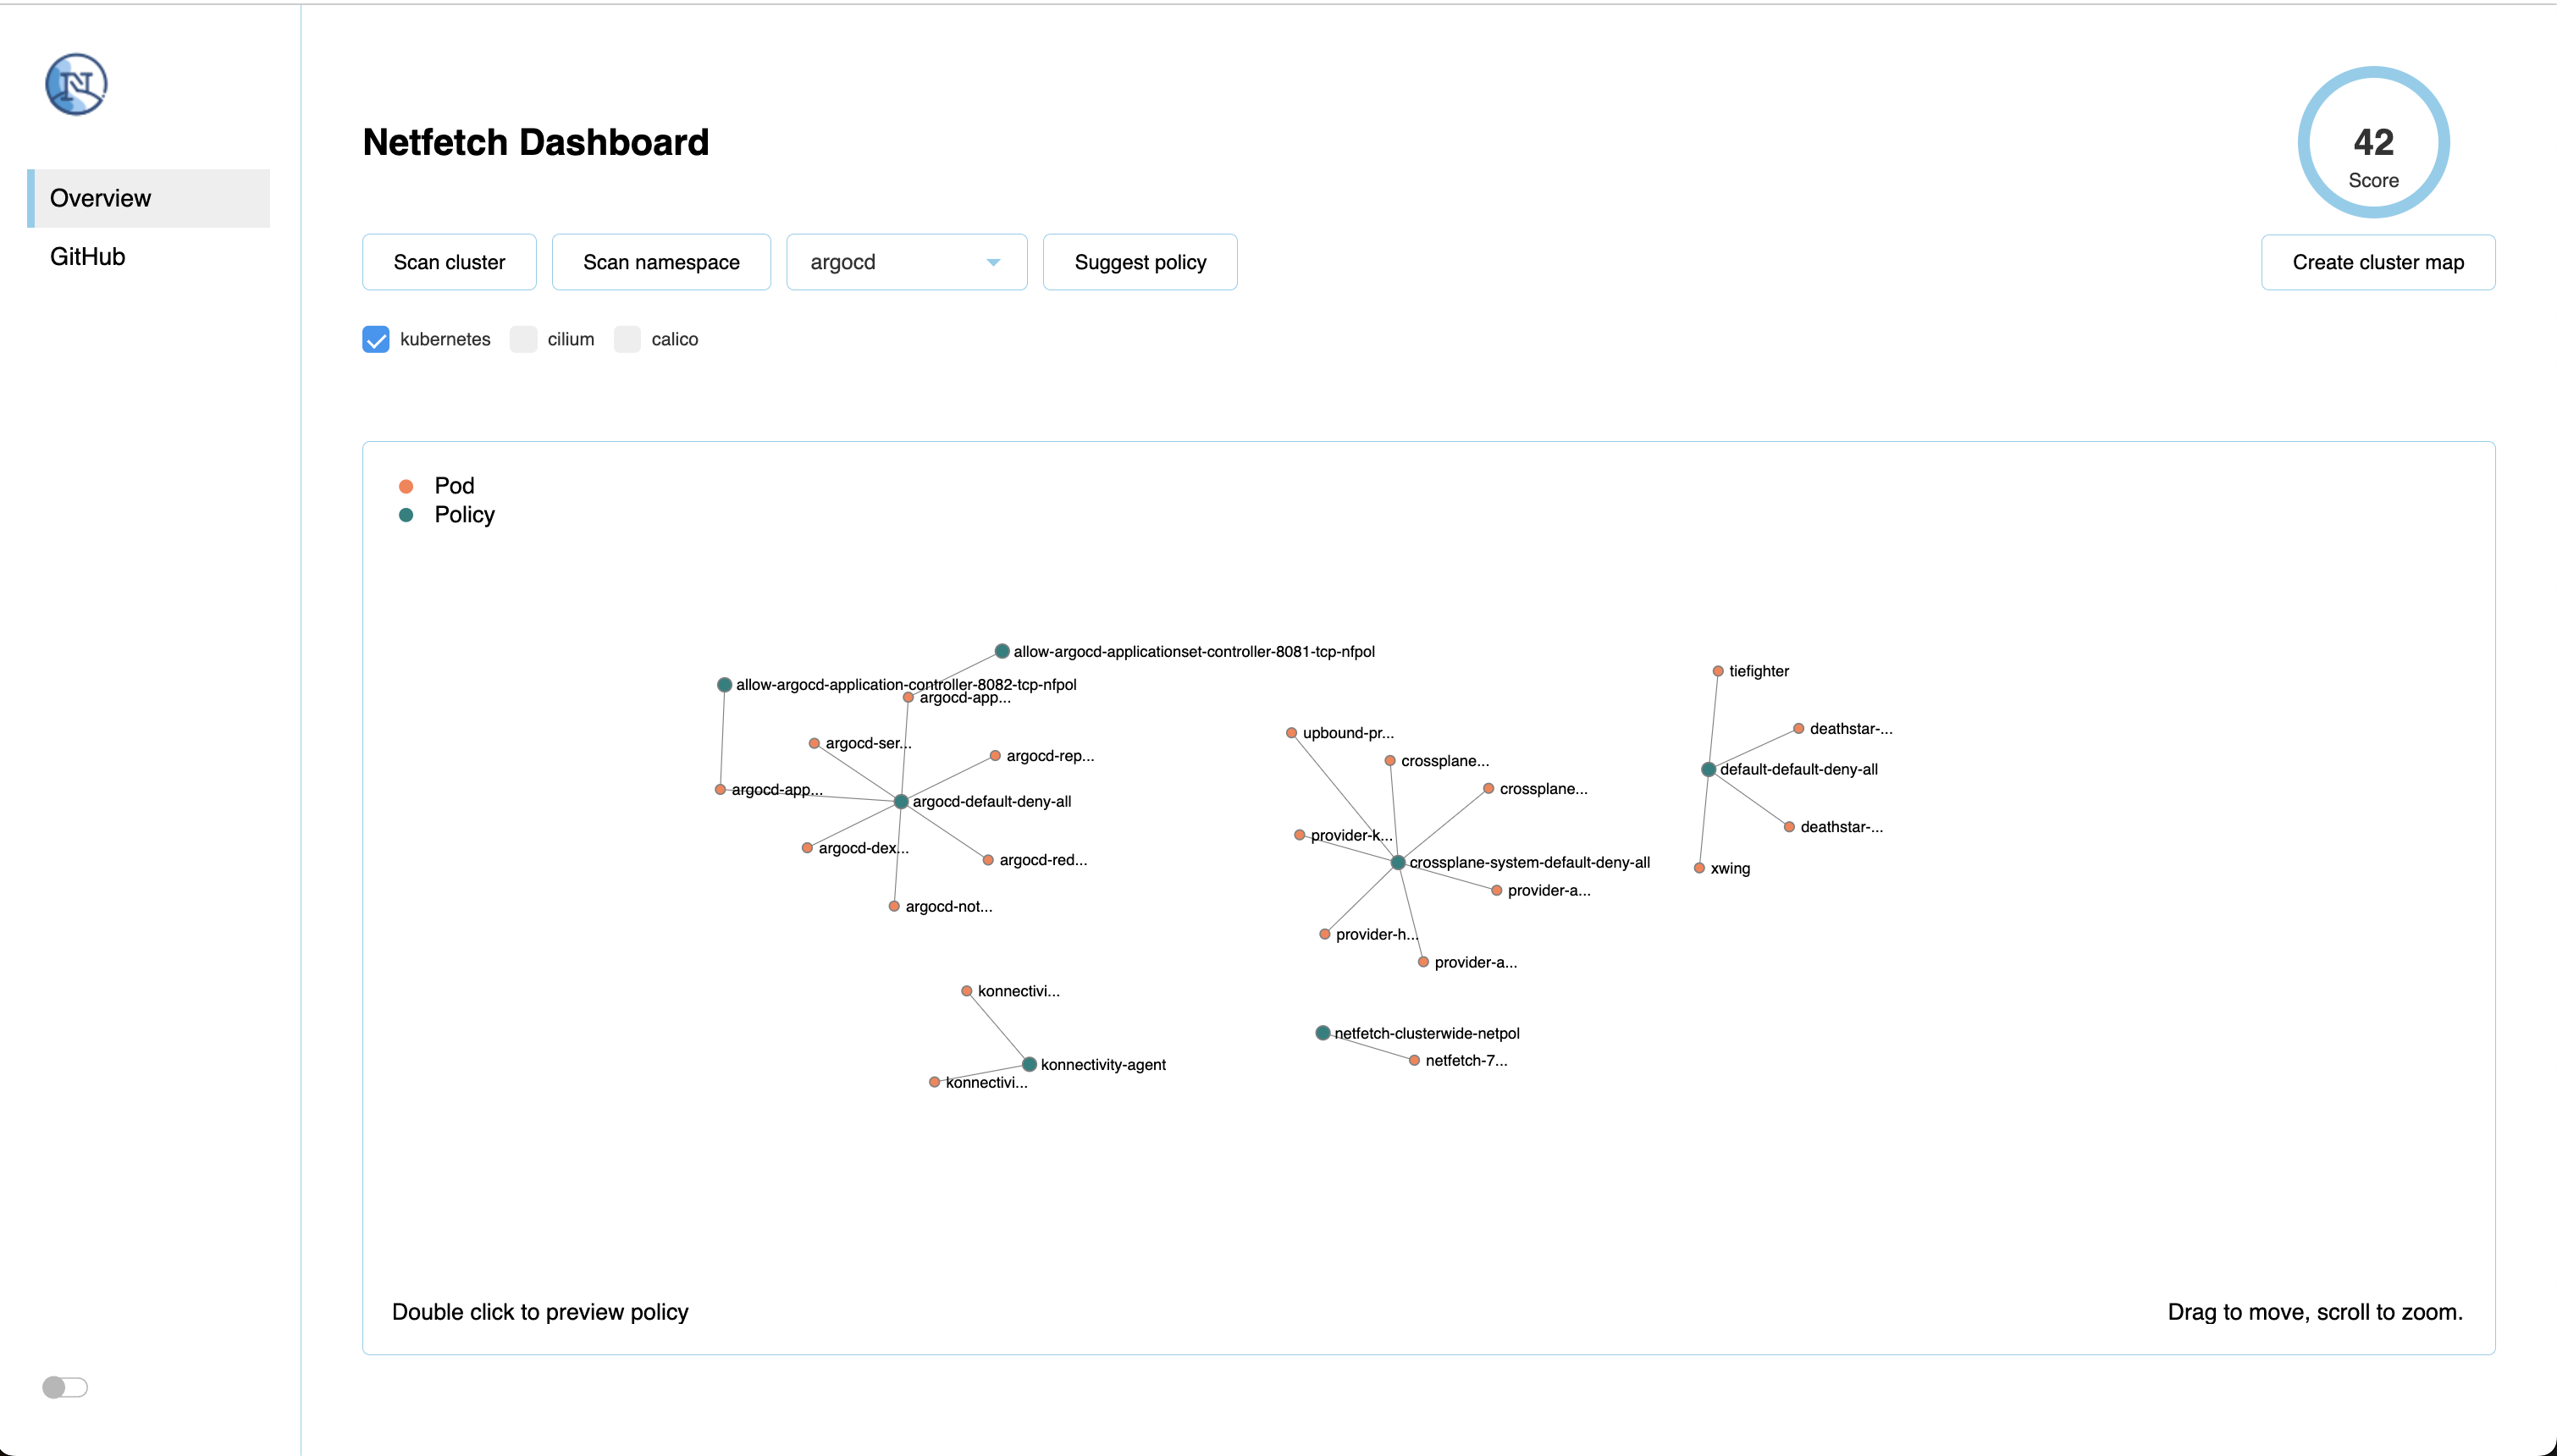 N
Overview
GitHub
Netfetch Dashboard
42
Score
Scan cluster
Scan namespace
argocd
Suggest policy
Create cluster map
kubernetes
cilium
calico
Pod
Policy
allow-argocd-applicationset-controller-8081-tcp-nfpol
allow-argocd-application-controller-8082-tcp-nfpol
argocd-app...
argocd-ser...
argocd-rep...
argocd-app...
argocd-default-deny-all
argocd-dex...
argocd-red...
argocd-not...
upbound-pr...
crossplane...
crossplane...
provider-k...
crossplane-system-default-deny-all
provider-a...
provider-h...
provider-a...
tiefighter
deathstar-...
default-default-deny-all
deathstar-...
xwing
konnectivi...
konnectivity-agent
konnectivi...
netfetch-clusterwide-netpol
netfetch-7...
Double click to preview policy
Drag to move, scroll to zoom.